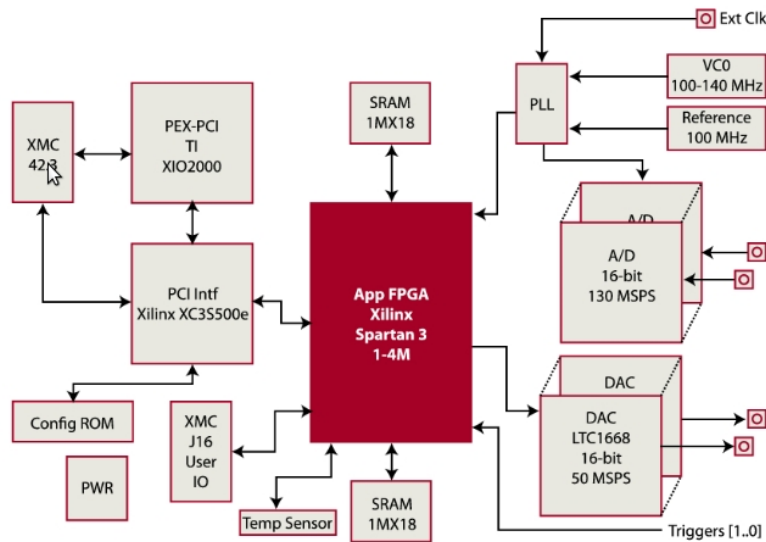 Ext Clk
VC0
100-140 MHz
PLL
Reference
100 MHz
SRAM
1MX18
PEX-PCI
TI
XIO2000
XMC
42.3
A/D
A/D
16-bit
130 MSPS
App FPGA
Xilinx
Spartan 3
1-4M
PCI Intf
Xilinx XC3S500e
DAC
DAC
LTC1668
16-bit
50 MSPS
Config ROM
XMC
J16
User
IO
PWR
SRAM
1MX18
Temp Sensor
Triggers [1..0]